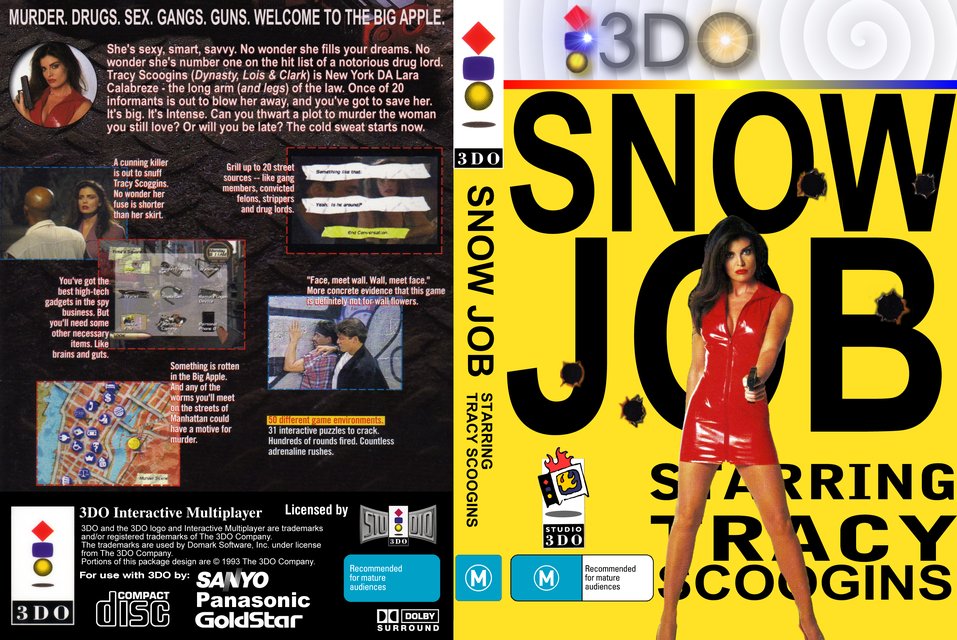 MURDER. DRUGS. SEX. GANGS. GUNS. WELCOME TO THE BIG APPLE.
She's sexy, smart, savvy. No wonder she fills your dreams. No
wonder she's number one on the hit list of a notorious drug lord.
Tracy Scoogins (Dynasty, Lois & Clark) is New York DA Lara
Calabreze - the long arm (and legs) of the law. Once of 20
informants is out to blow her away, and you've got to save her.
It's big. It's Intense. Can you thwart a plot to murder the woman
you still love? Or will you be late? The cold sweat starts now.
A cunning killer
is out to snuff
Tracy Scoggins.
No wonder her
fuse is shorter
than her skirt.
Grill up to 20 street
sources -- like gang
members, convicted
felons, strippers
and drug lords.
Something like that.
Yeah, is he around?
End Conversation.
You've got the
best high-tech
gadgets in the spy
business. But
you'll need some
other necessary
items. Like
brains and guts.
"Face, meet wall. Wall, meet face."
More concrete evidence that this game
is definitely not for wall flowers.
Something is rotten
in the Big Apple.
And any of the
worms you'll meet
on the streets of
Manhattan could
have a motive for
murder.
Murder Scene
50 different game environments.
31 interactive puzzles to crack.
Hundreds of rounds fired. Countless
adrenaline rushes.
3DO
3DO Interactive Multiplayer
3DO and the 3DO logo and Interactive Multiplayer are trademarks
and/or registered trademarks of The 3DO Company.
The trademarks are used by Domark Software, Inc. under license
from The 3DO Company.
Portions of this package design are © 1993 The 3DO Company.
For use with 3DO by:
COMPACT
disc
SANYO
Panasonic
GoldStar
Licensed by
STUDIO
3DO
Recommended
for mature
audiences
DOLBY
SURROUND
3DO
SNOW JOB
STARRING
TRACY SCOOGINS
M
3DO
SNOW
JOB
STARRING
TRACY
SCOOGINS
STUDIO
3DO
M
Recommended
for mature
audiences